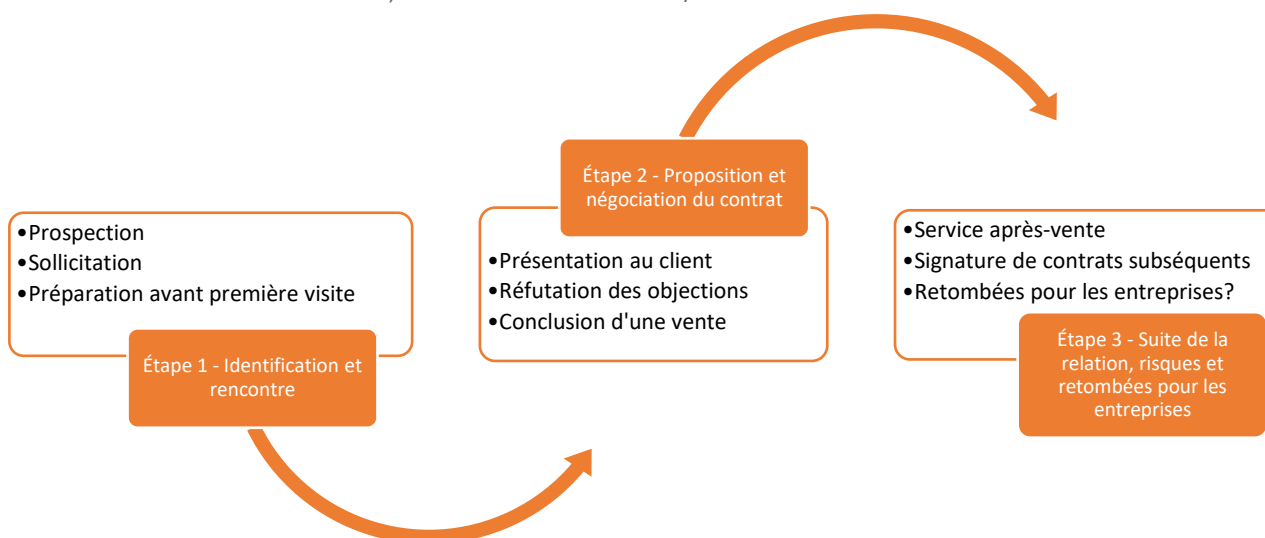 •Prospection
•Sollicitation
•Préparation avant première visite
Étape 1 - Identification et
rencontre
Étape 2 - Proposition et
négociation du contrat
•Présentation au client
•Réfutation des objections
•Conclusion d'une vente
•Service après-vente
•Signature de contrats subséquents
•Retombées pour les entreprises?
Étape 3 - Suite de la
relation, risques et
retombées pour les
entreprises